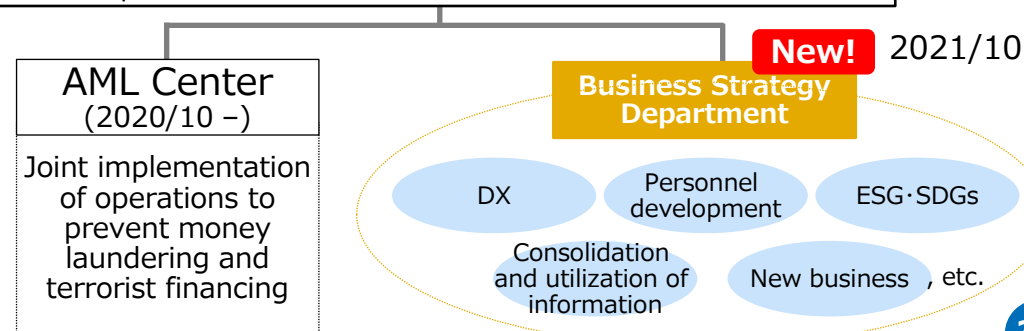 New! 2021/10
AML Center
(2020/10 –)
Joint implementation
of operations to
prevent money
laundering and
terrorist financing
Business Strategy
Department
DX
Personnel
development
ESG·SDGs
Consolidation
and utilization of
information
New business , etc.